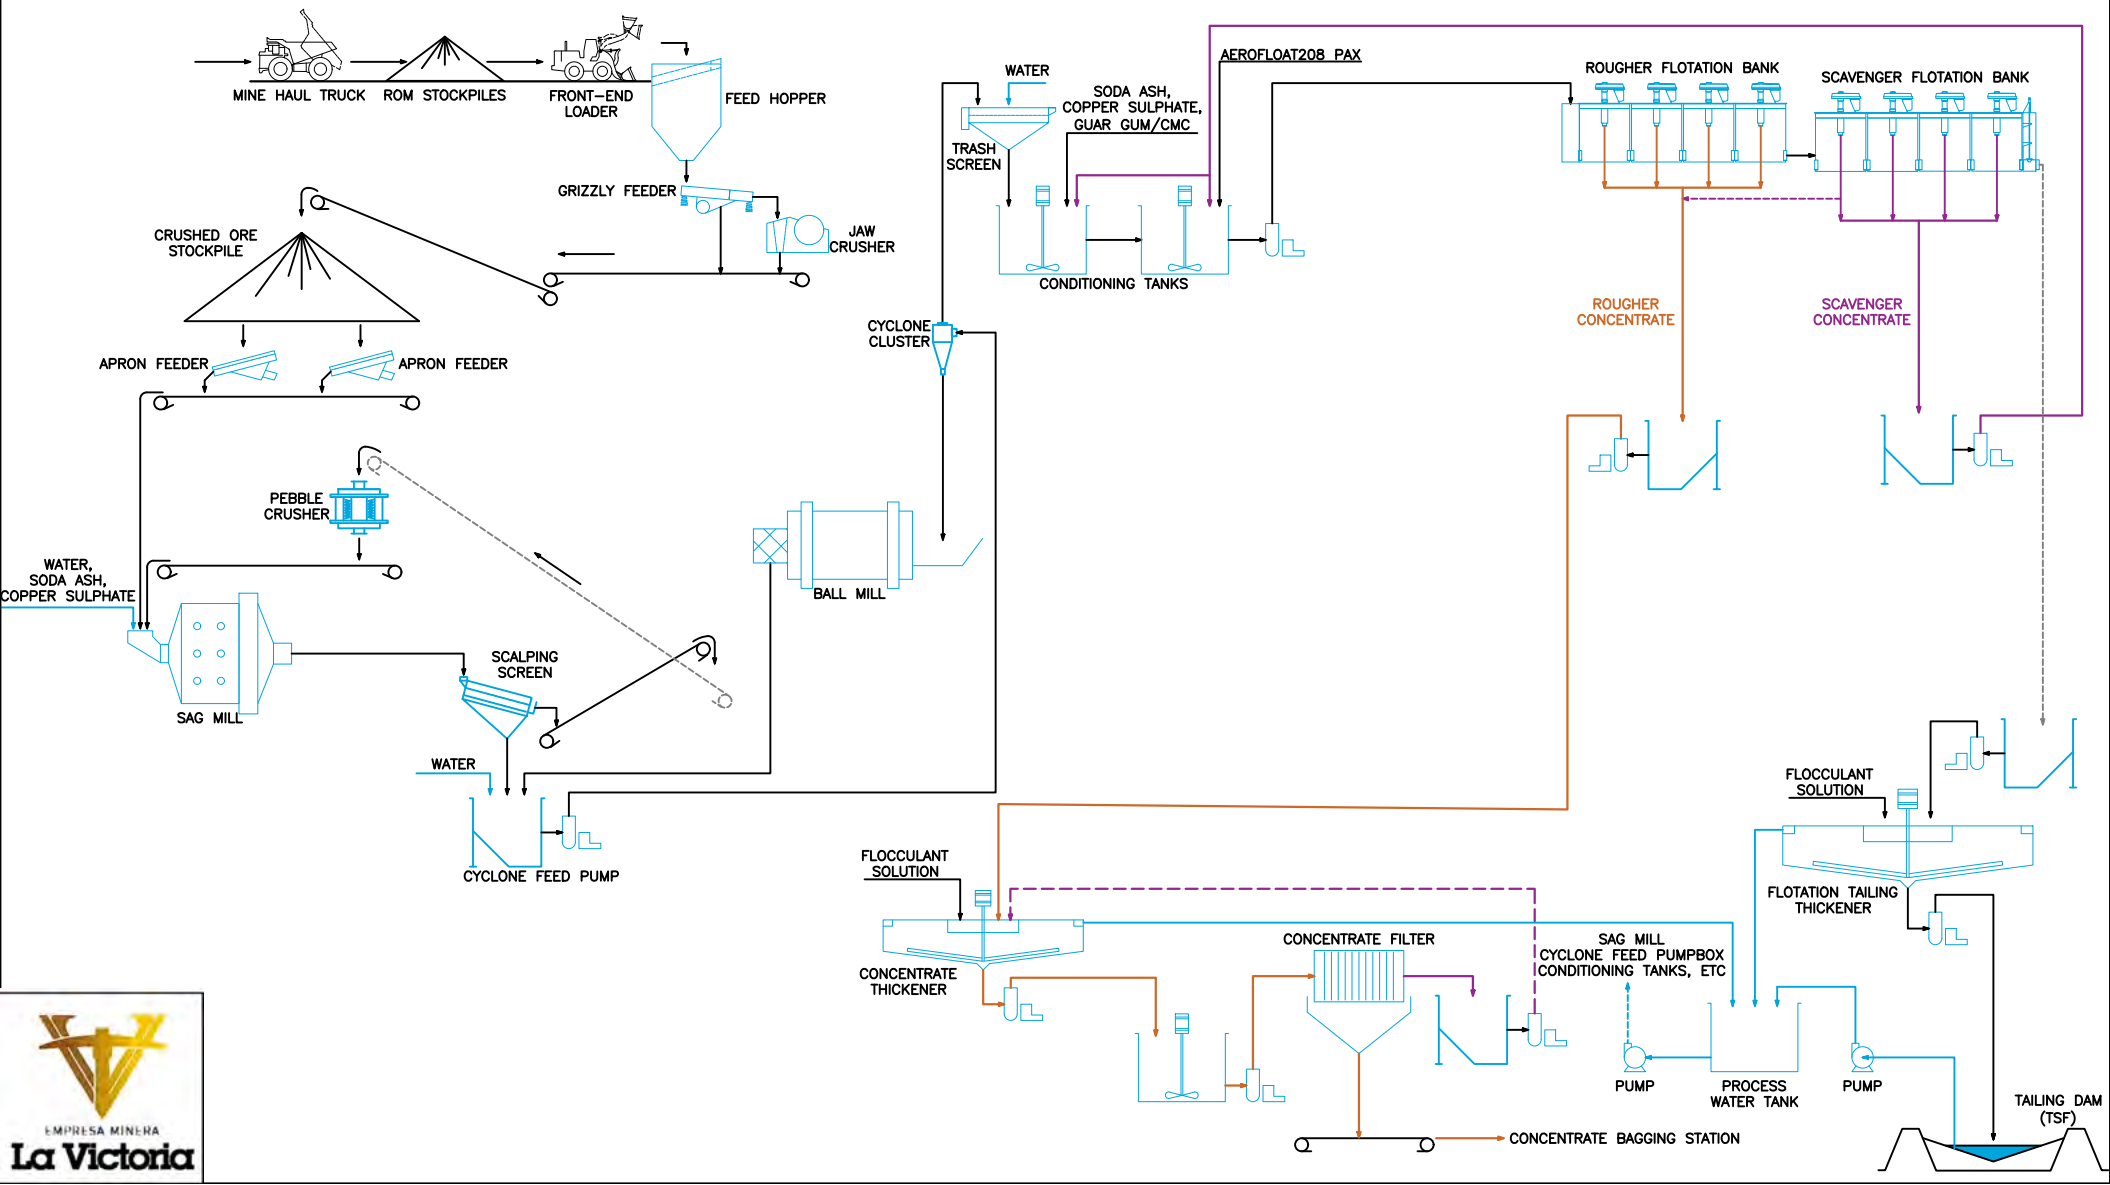 MINE HAUL TRUCK
ROM STOCKPILES
FRONT-END
LOADER
FEED HOPPER
GRIZZLY FEEDER
JAW
CRUSHER
CRUSHED ORE
STOCKPILE
APRON FEEDER
APRON FEEDER
PEBBLE
CRUSHER
WATER,
SODA ASH,
COPPER SULPHATE
SAG MILL
SCALPING
SCREEN
WATER
CYCLONE FEED PUMP
BALL MILL
CYCLONE
CLUSTER
WATER
TRASH
SCREEN
SODA ASH,
COPPER SULPHATE,
GUAR GUM/CMC
AEROFLOAT208 PAX
CONDITIONING TANKS
ROUGHER FLOTATION BANK
SCAVENGER FLOTATION BANK
ROUGHER
CONCENTRATE
SCAVENGER
CONCENTRATE
FLOCCULANT
SOLUTION
FLOTATION TAILING
THICKENER
FLOCCULANT
SOLUTION
CONCENTRATE
THICKENER
CONCENTRATE FILTER
SAG MILL
CYCLONE FEED PUMPBOX
CONDITIONING TANKS, ETC
PUMP
PROCESS
WATER TANK
PUMP
TAILING DAM
(TSF)
CONCENTRATE BAGGING STATION
EMPRESA MINERA
La Victoria